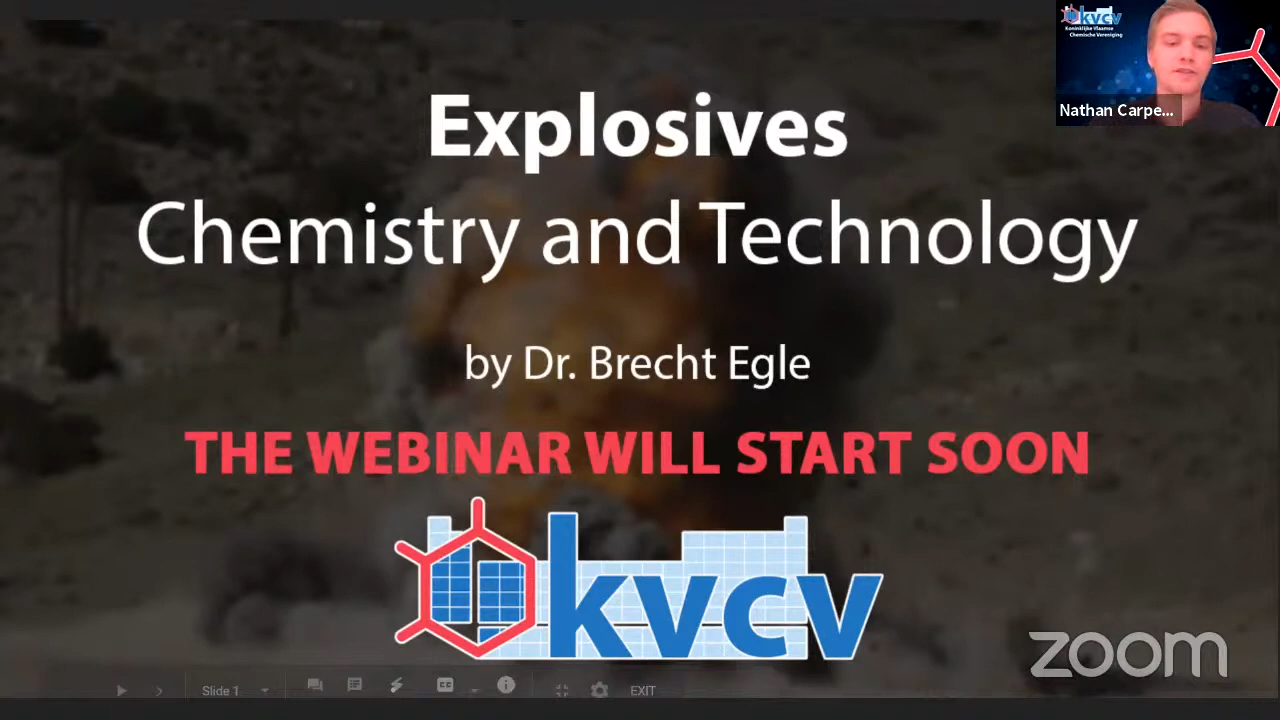 kvcv
Koninklijke Vlaamse
Chemische Vereniging
Nathan Carpe...
Explosives
Chemistry and Technology
by Dr. Brecht Egle
THE WEBINAR WILL START SOON
kvcv
zoom
Slide 1
CC
EXIT